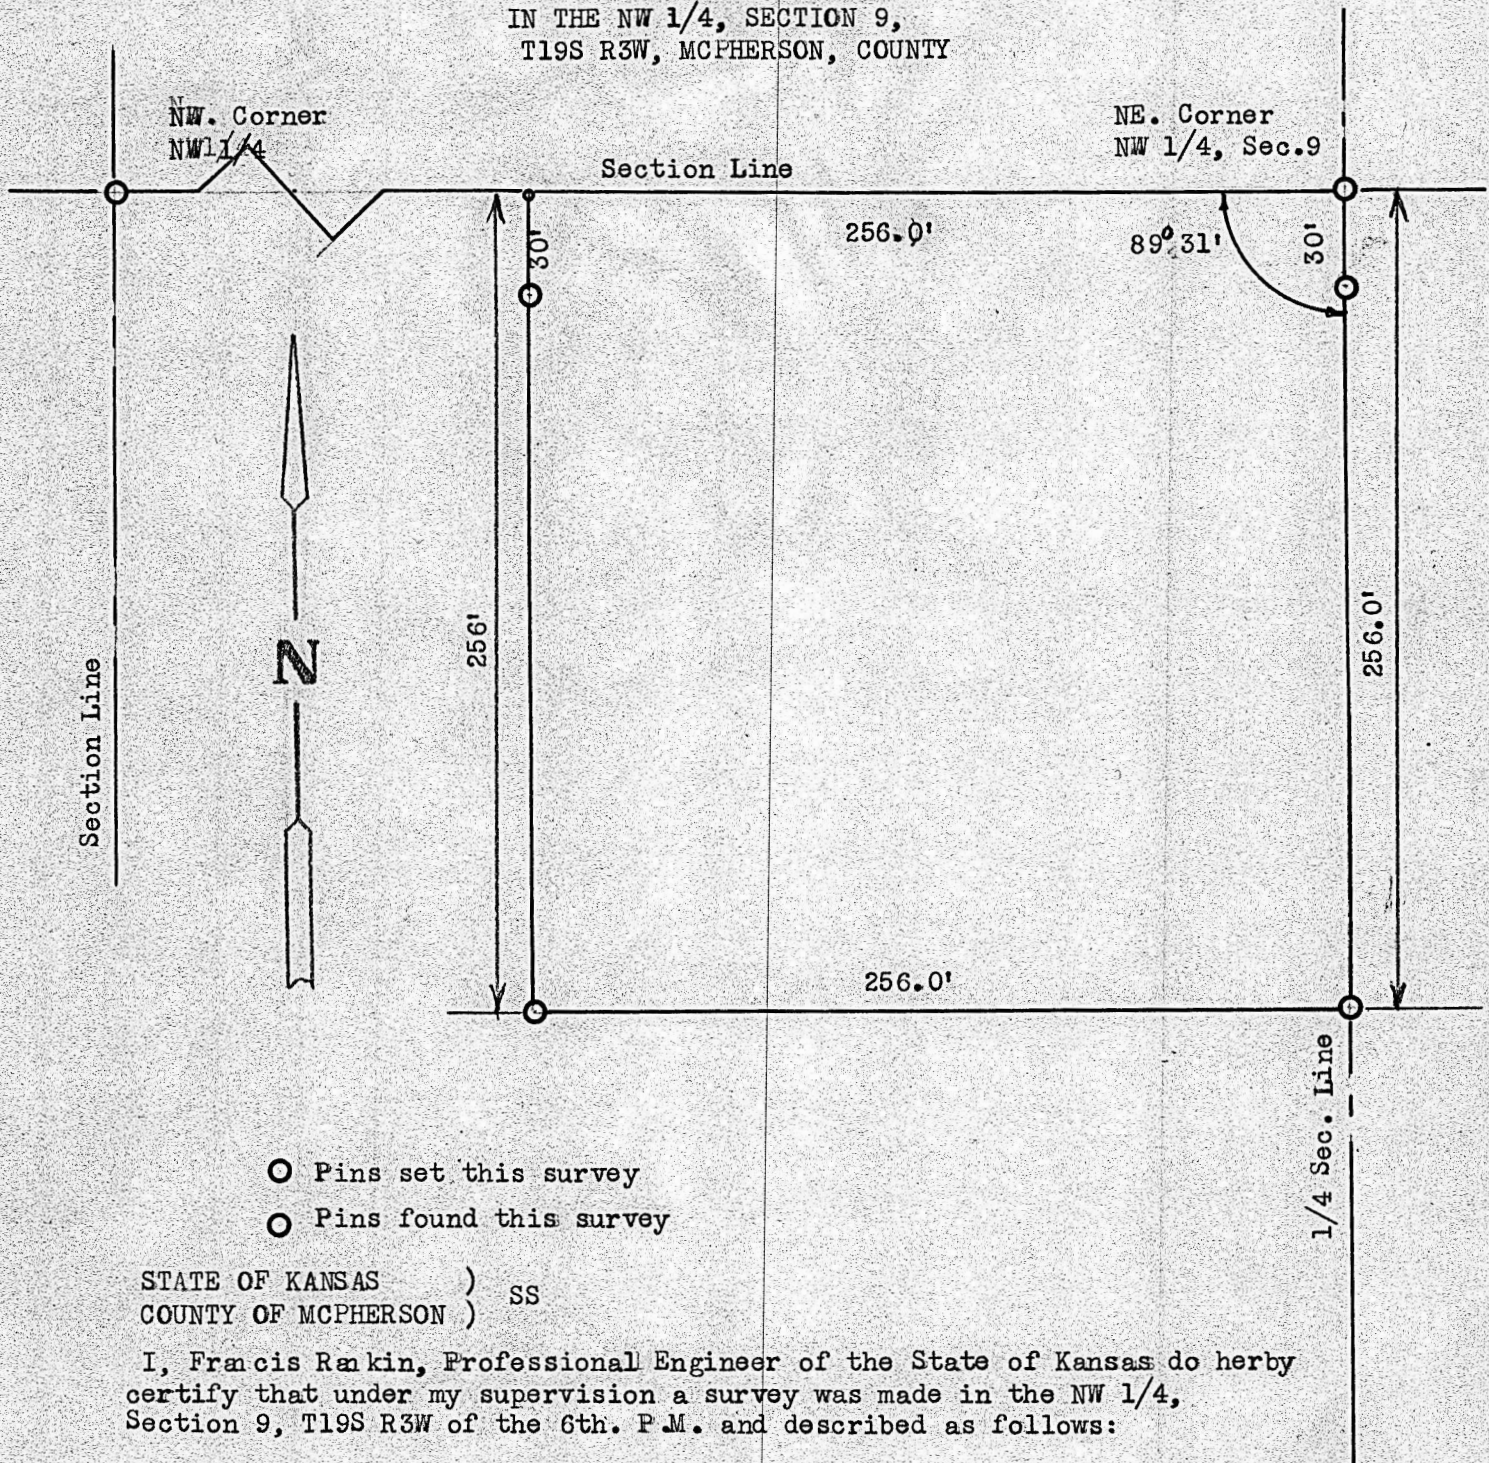 IN THE NW 1/4, SECTION 9,
T19S R3W, MCPHERSON, COUNTY
NW. Corner
NW 1/4
NE. Corner
NW 1/4, Sec.9
Section Line
256.0'
89° 31'
30'
30'
256'
256.0'
N
Section Line
256.0'
1/4 Sec. Line
Pins set this survey
Pins found this survey
STATE OF KANSAS )
COUNTY OF MCPHERSON ) SS
I, Francis Rankin, Professional Engineer of the State of Kansas do herby
certify that under my supervision a survey was made in the NW 1/4,
Section 9, T19S R3W of the 6th. P.M. and described as follows: